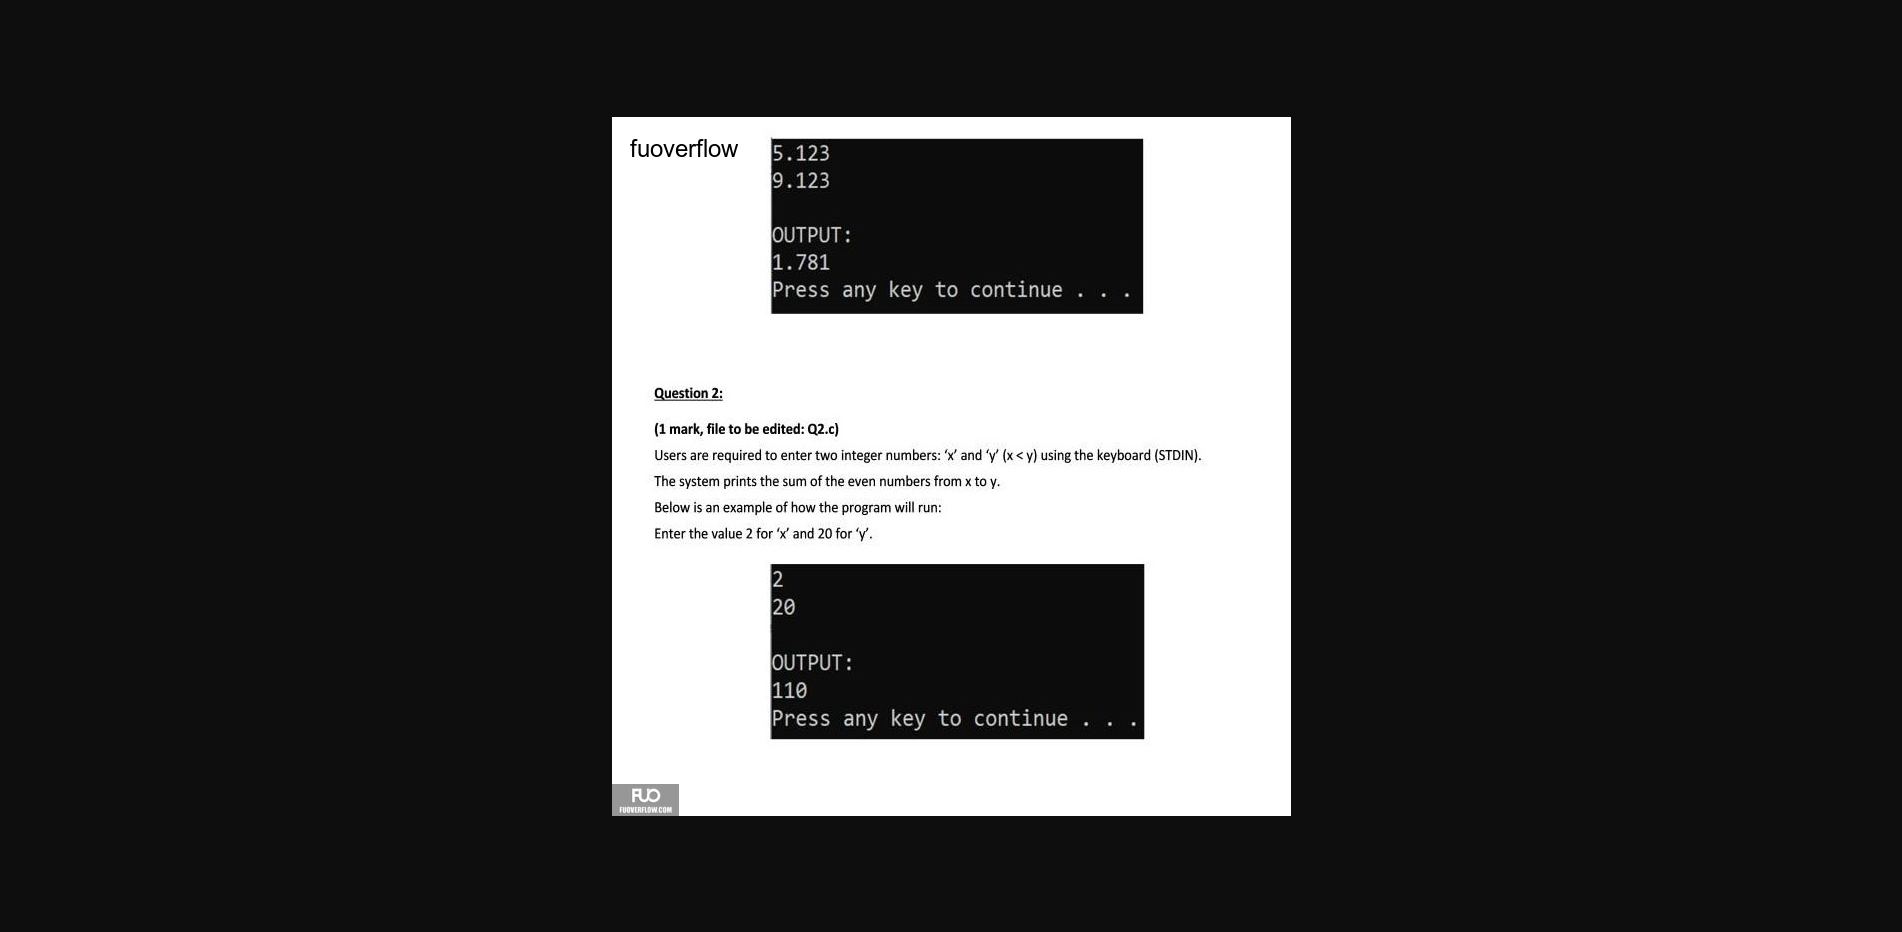 fuoverflow
5.123
9.123
OUTPUT:
1.781
Press any key to continue . . .
Question 2:
(1 mark, file to be edited: Q2.c)
Users are required to enter two integer numbers: ‘x’ and ‘y’ (x < y) using the keyboard (STDIN).
The system prints the sum of the even numbers from x to y.
Below is an example of how the program will run:
Enter the value 2 for ‘x’ and 20 for ‘y’.
2
20
OUTPUT:
110
Press any key to continue . . .
FUO
FUOVERFLOW.COM